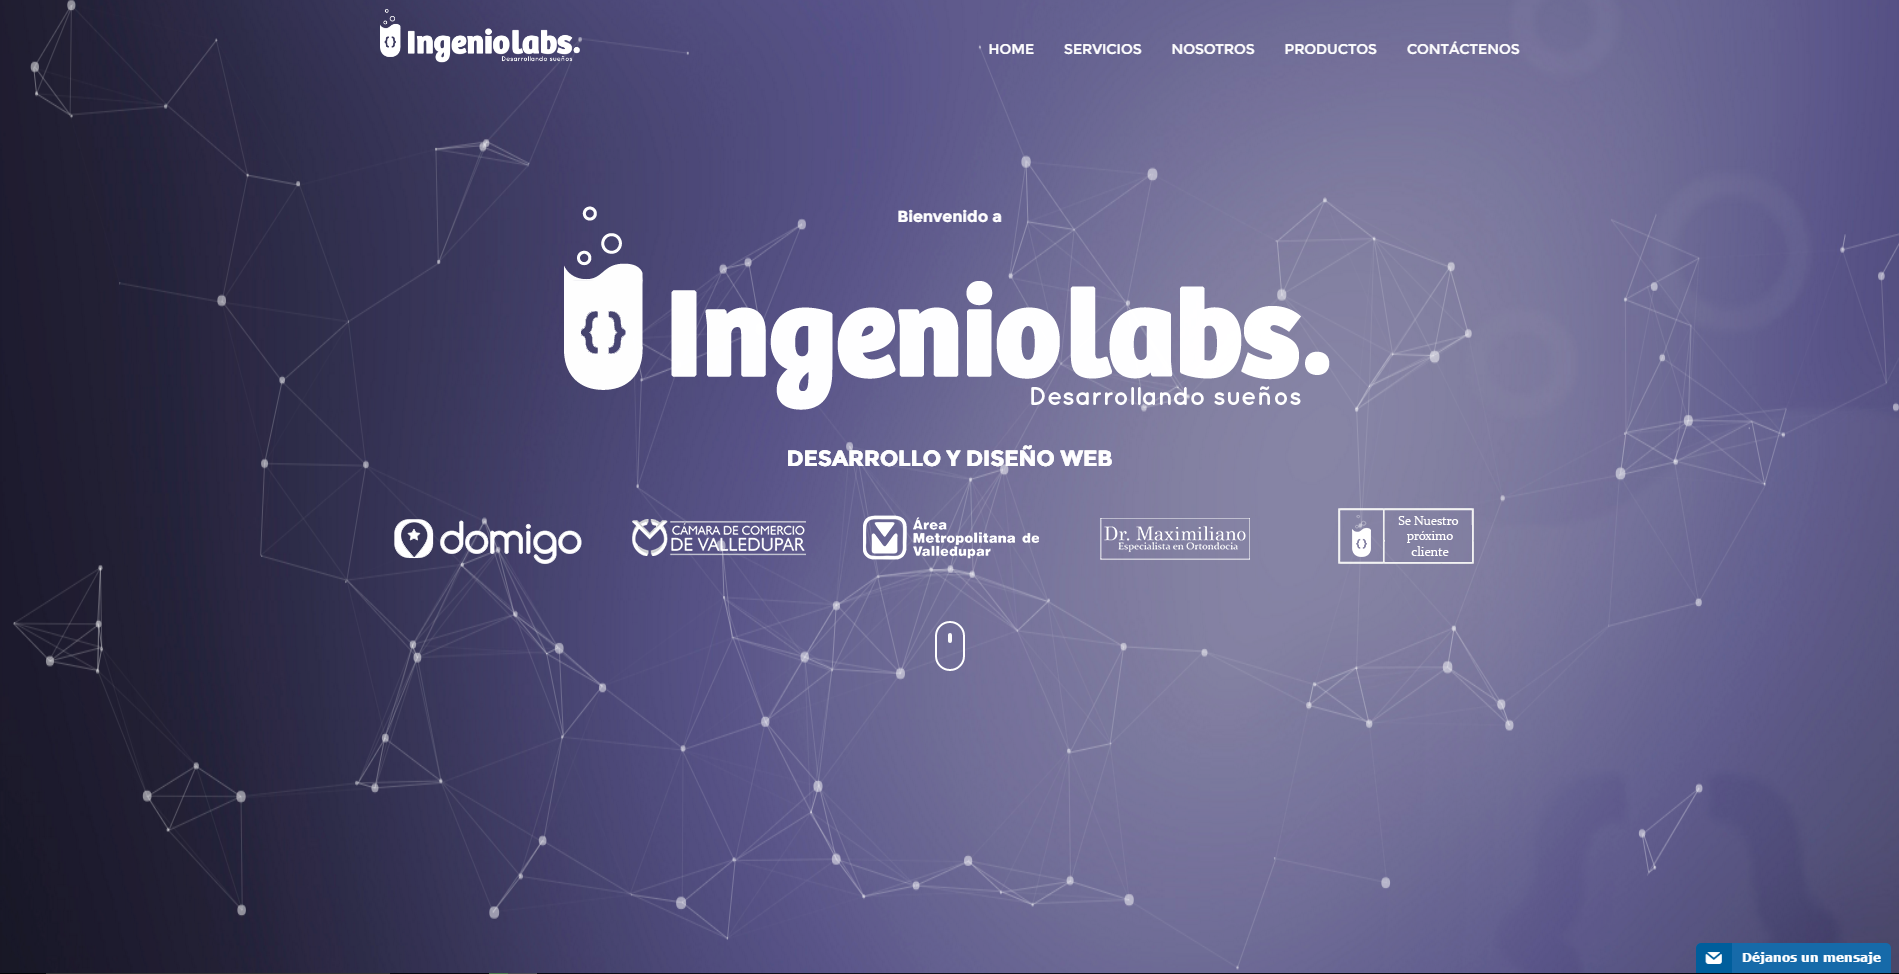 Ingeniolabs.
Desarrollando sueños
HOME
SERVICIOS
NOSOTROS
PRODUCTOS
CONTÁCTENOS
Bienvenido a
{}
Ingeniolabs.
Desarrollando sueños
DESARROLLO Y DISEÑO WEB
domigo
CÁMARA DE COMERCIO
DE VALLEDUPAR
Área
Metropolitana de
Valledupar
Dr. Maximiliano
Especialista en Ortondocia
Se Nuestro
próximo
cliente
Déjanos un mensaje